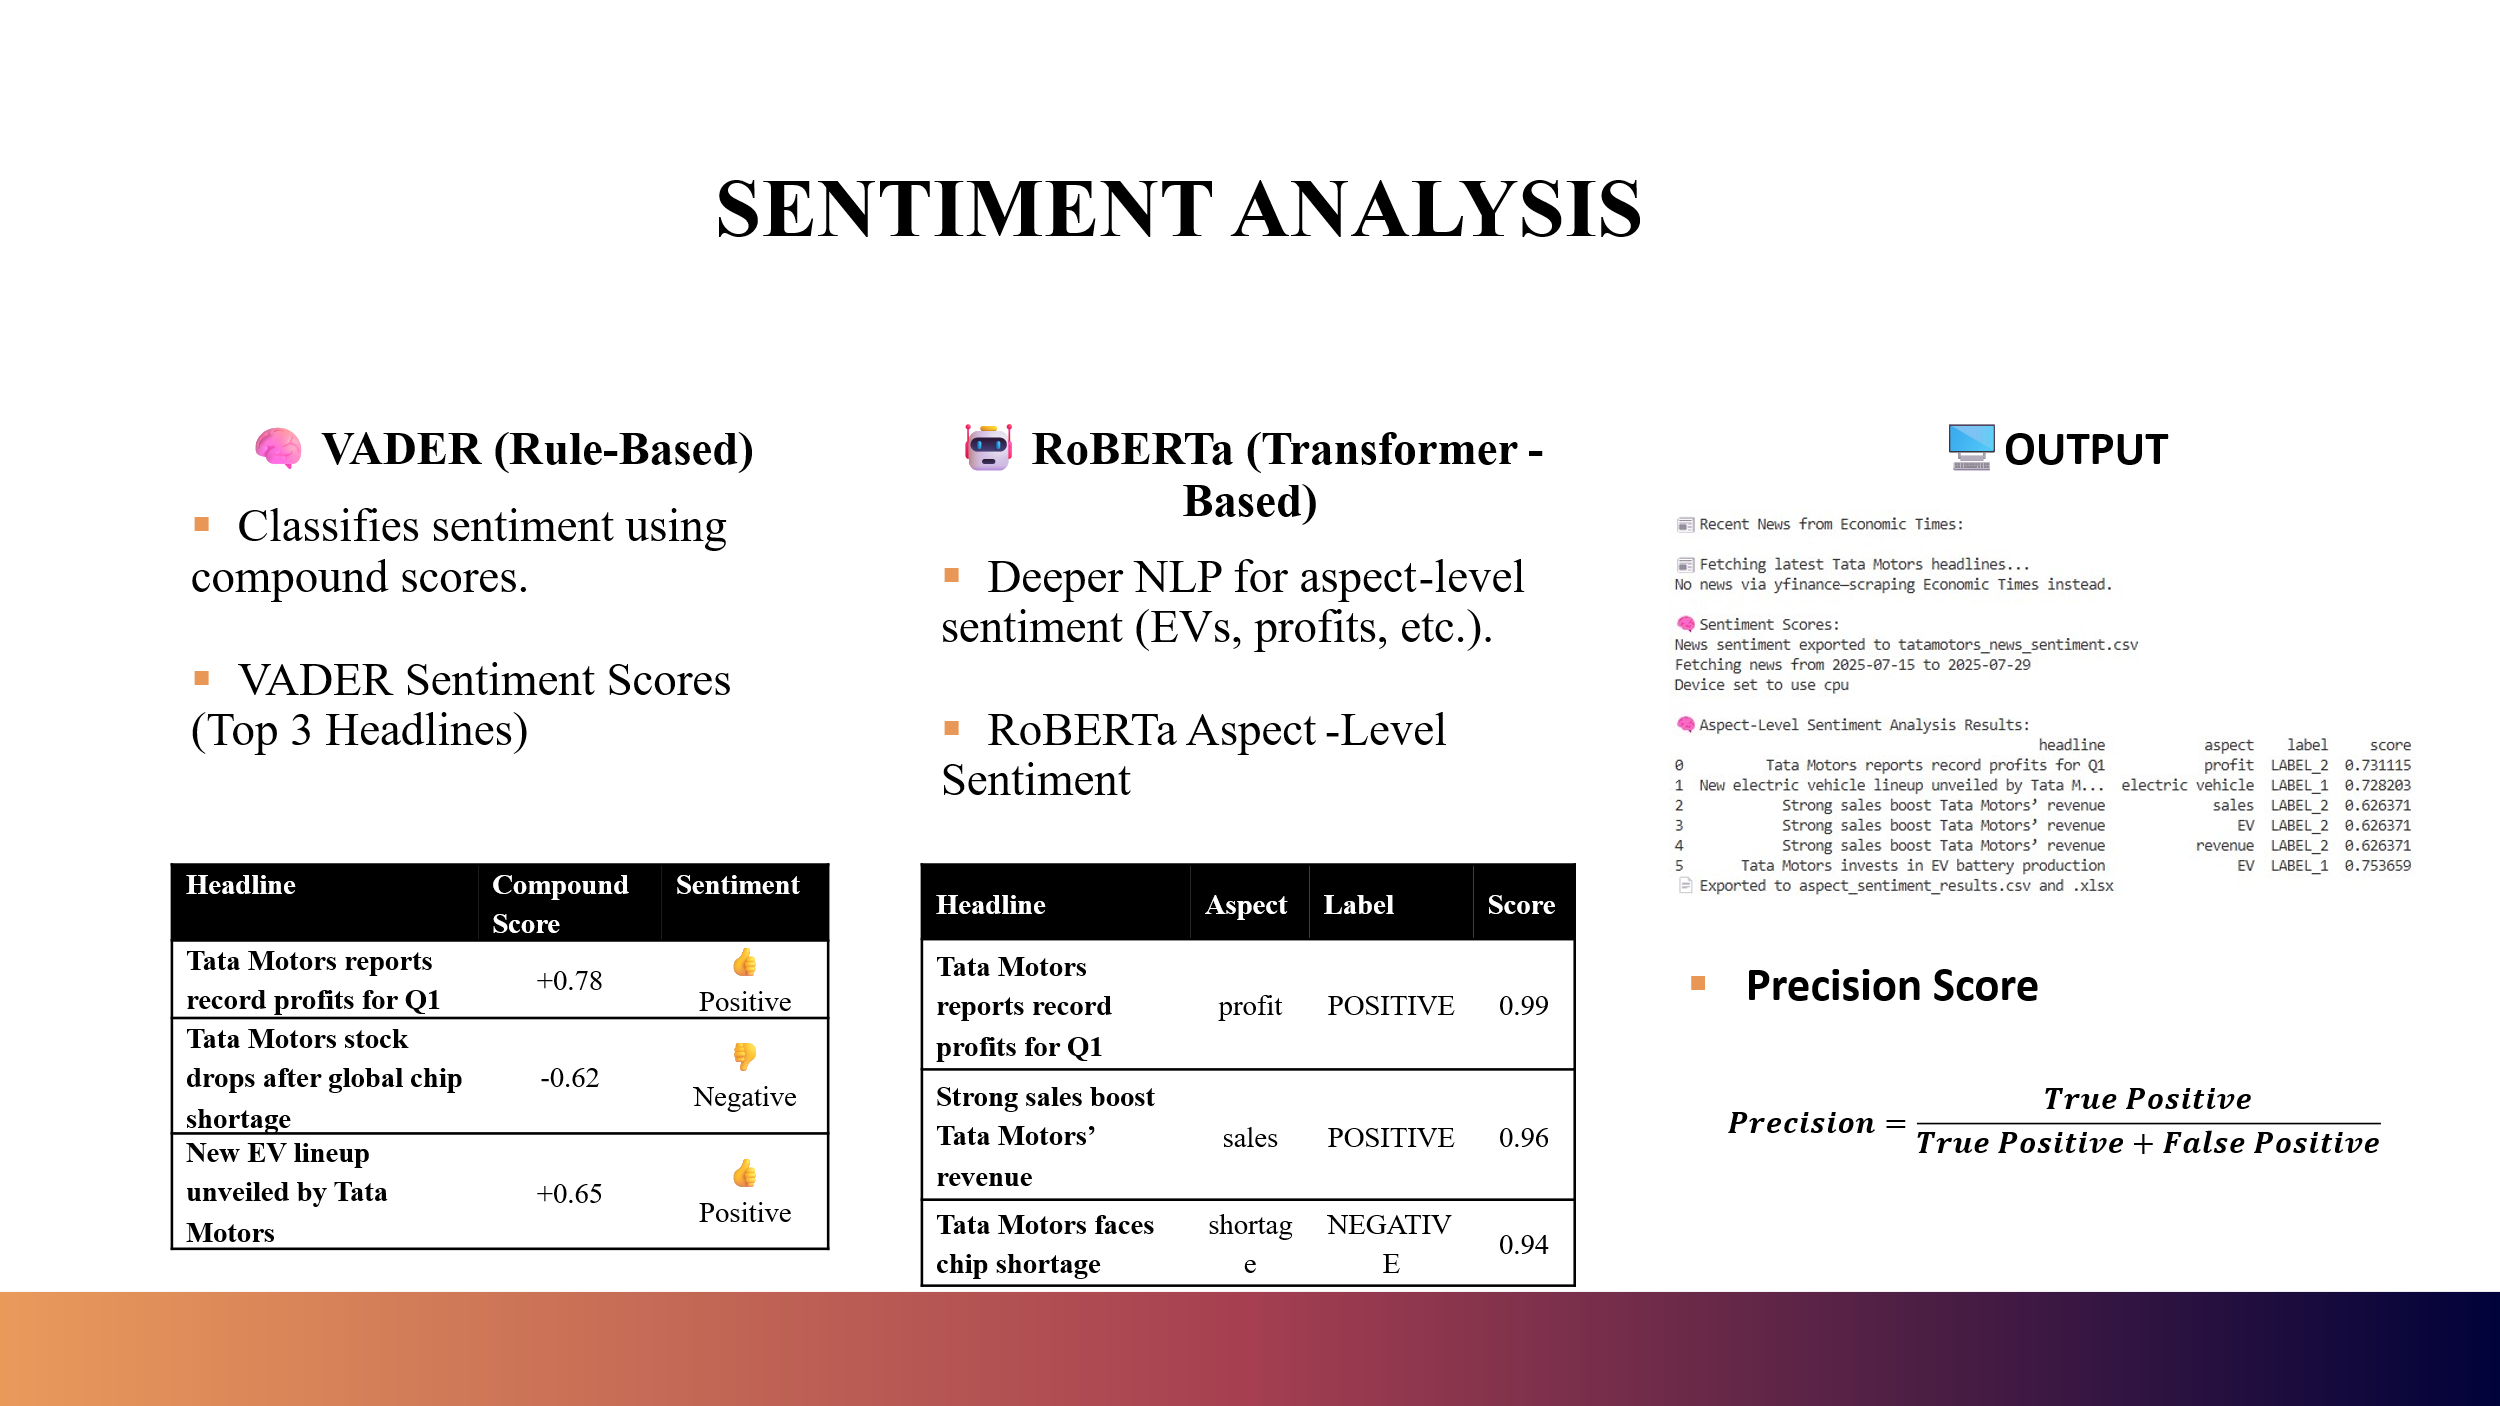 SENTIMENT ANALYSIS
🧠 VADER (Rule-Based)
▪ Classifies sentiment using
compound scores.
▪ VADER Sentiment Scores
(Top 3 Headlines)
Headline Compound Score Sentiment
Tata Motors reports
record profits for Q1
+0.78
👍
Positive
Tata Motors stock
drops after global chip
shortage
-0.62
👎
Negative
New EV lineup
unveiled by Tata
Motors
+0.65
👍
Positive
🤖 RoBERTa (Transformer -
Based)
▪ Deeper NLP for aspect-level
sentiment (EVs, profits, etc.).
▪ RoBERTa Aspect -Level
Sentiment
Headline Aspect Label Score
Tata Motors
reports record
profits for Q1
profit POSITIVE 0.99
Strong sales boost
Tata Motors’
revenue
sales POSITIVE 0.96
Tata Motors faces
chip shortage
shortag
e
NEGATIV
E
0.94
🖥️ OUTPUT
📰 Recent News from Economic Times:
📰 Fetching latest Tata Motors headlines...
No news via yfinance—scraping Economic Times instead.
🧠 Sentiment Scores:
News sentiment exported to tatamotors_news_sentiment.csv
Fetching news from 2025-07-15 to 2025-07-29
Device set to use cpu
🧠 Aspect-Level Sentiment Analysis Results:
headline aspect label score
0 Tata Motors reports record profits for Q1 profit LABEL_2 0.731115
1 New electric vehicle lineup unveiled by Tata M... electric vehicle LABEL_1 0.728203
2 Strong sales boost Tata Motors’ revenue sales LABEL_2 0.626371
3 Strong sales boost Tata Motors’ revenue EV LABEL_2 0.626371
4 Strong sales boost Tata Motors’ revenue revenue LABEL_2 0.626371
5 Tata Motors invests in EV battery production EV LABEL_1 0.753659
📄 Exported to aspect_sentiment_results.csv and .xlsx
▪ Precision Score
True Positive
Precision =
True Positive + False Positive